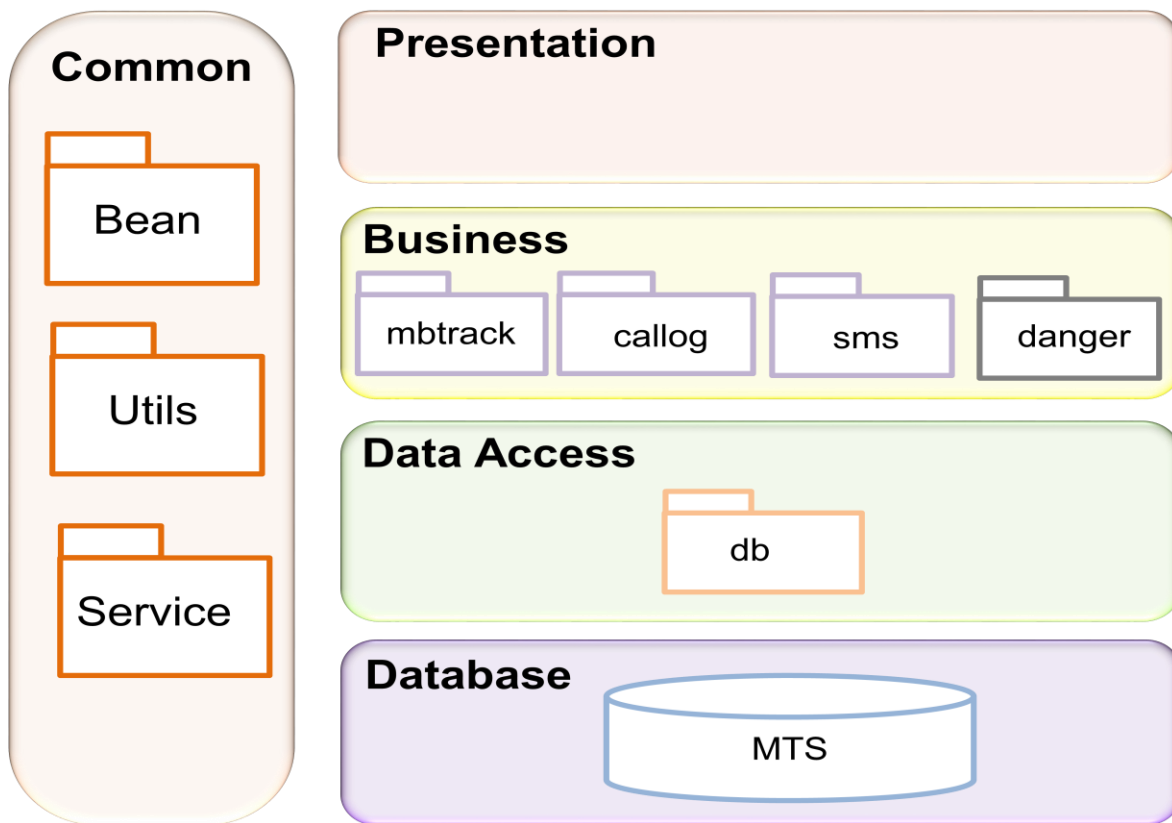 Common
Bean
Utils
Service
Presentation
Business
mbtrack
callog
sms
danger
Data Access
db
Database
MTS